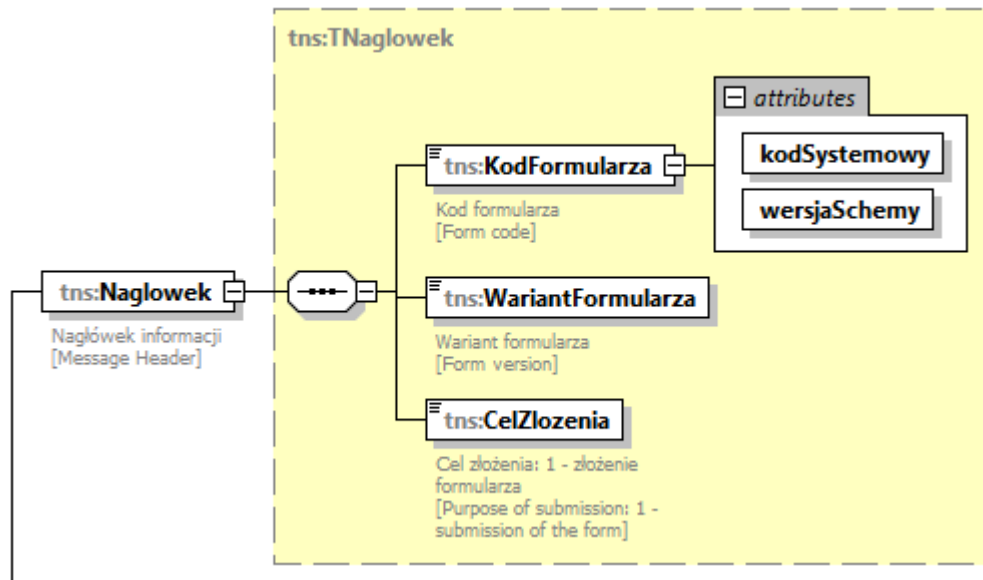 tns:TNaglowek
attributes
kodSystemowy
wersjaSchemy
tns:KodFormularza
Kod formularza
[Form code]
tns:Naglowek
Nagłówek informacji
[Message Header]
tns:WariantFormularza
Wariant formularza
[Form version]
tns:CelZlozenia
Cel złożenia: 1 - złożenie
formularza
[Purpose of submission: 1 -
submission of the form]